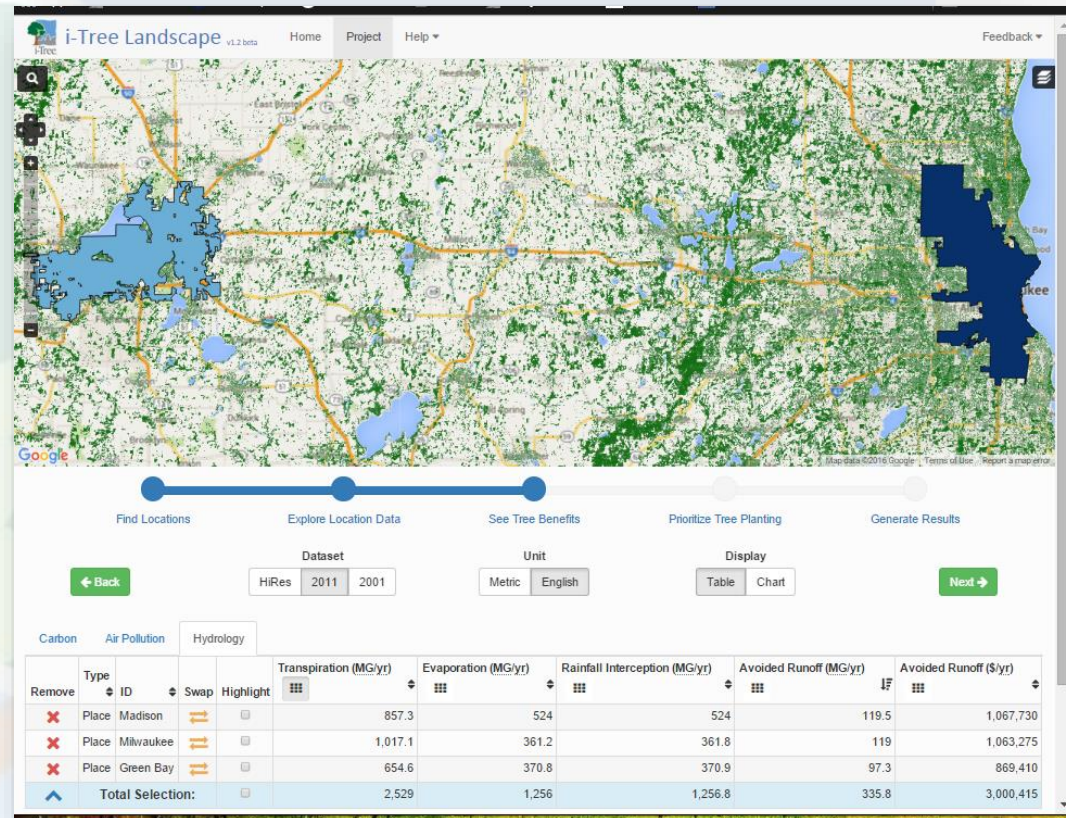 i-Tree Landscape v1.2 beta Home Project Help Feedback
i-Tree
East Bristol
York Center
Milford
Google
Map data ©2016 Google Terms of Use Report a map error
Find Locations Explore Location Data See Tree Benefits Prioritize Tree Planting Generate Results
Dataset Unit Display
Back HiRes 2011 2001 Metric English Table Chart Next
Carbon Air Pollution Hydrology
Remove Type ID Swap Highlight Transpiration (MG/yr) Evaporation (MG/yr) Rainfall Interception (MG/yr) Avoided Runoff (MG/yr) Avoided Runoff ($/yr)
Place Madison 857.3 524 524 119.5 1,067,730
Place Milwaukee 1,017.1 361.2 361.8 119 1,063,275
Place Green Bay 654.6 370.8 370.9 97.3 869,410
Total Selection: 2,529 1,256 1,256.8 335.8 3,000,415